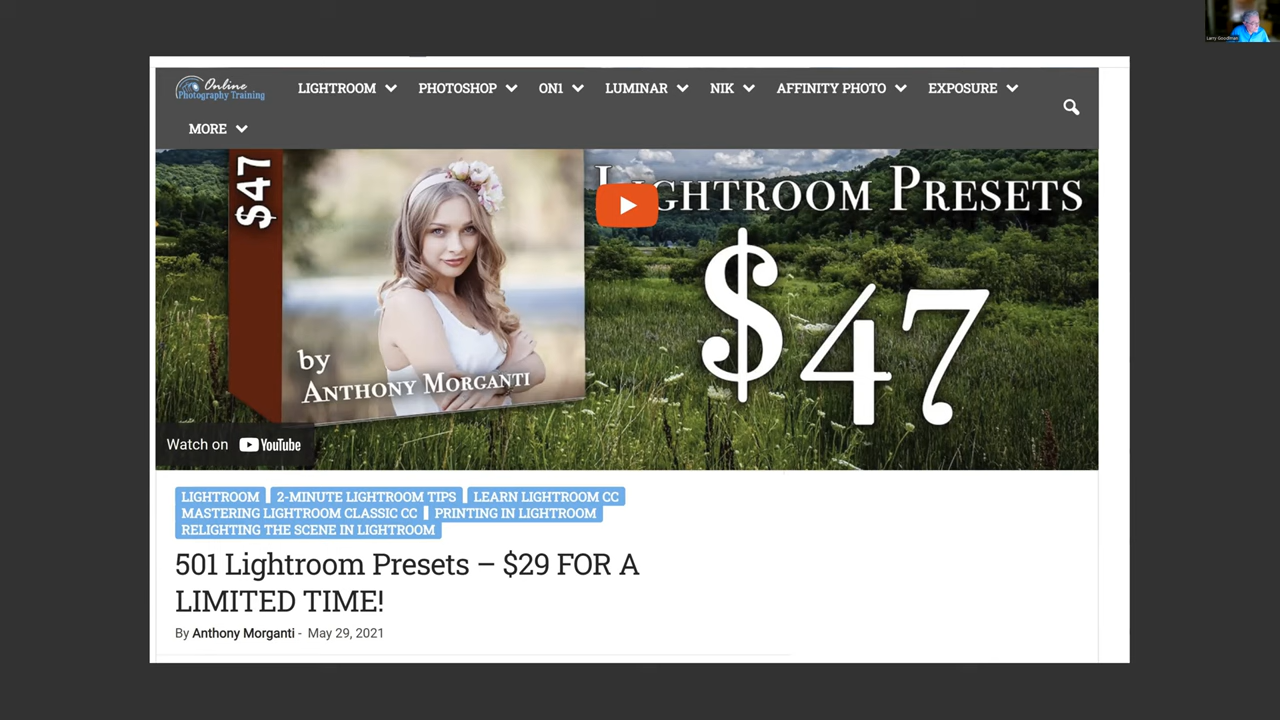 Larry Goodman
Online
Photography Training
LIGHTROOM
PHOTOSHOP
ON1
LUMINAR
NIK
AFFINITY PHOTO
EXPOSURE
MORE
$47
LIGHTROOM PRESETS
$47
by
ANTHONY MORGANTI
Watch on YouTube
LIGHTROOM 2-MINUTE LIGHTROOM TIPS LEARN LIGHTROOM CC
MASTERING LIGHTROOM CLASSIC CC PRINTING IN LIGHTROOM
RELIGHTING THE SCENE IN LIGHTROOM
501 Lightroom Presets – $29 FOR A
LIMITED TIME!
By Anthony Morganti - May 29, 2021